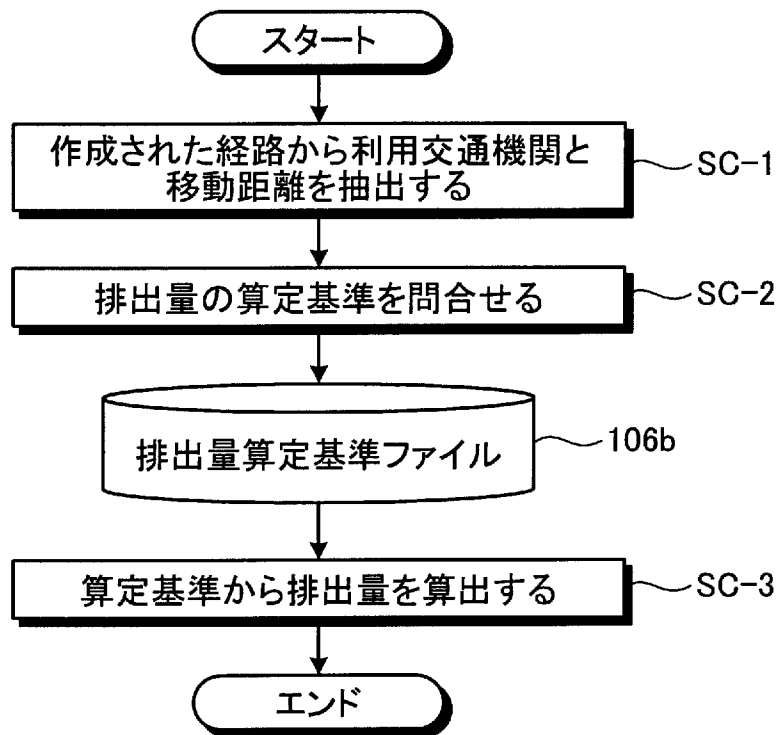 スタート
作成された経路から利用交通機関と
移動距離を抽出する
SC-1
排出量の算定基準を問合せる
SC-2
排出量算定基準ファイル
106b
算定基準から排出量を算出する
SC-3
エンド